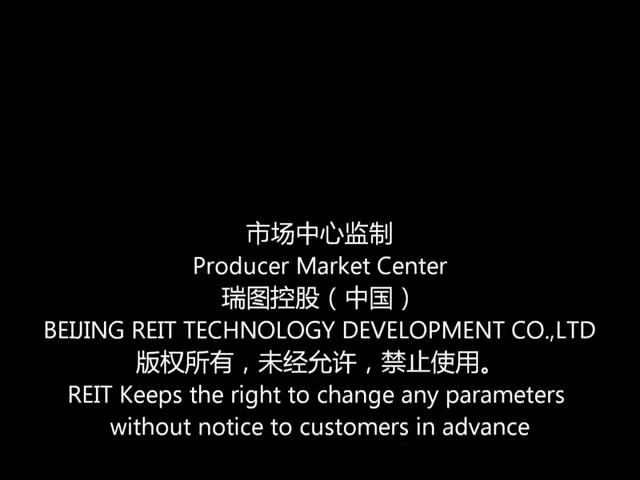 市场中心监制
Producer Market Center
瑞图控股（中国）
BEIJING REIT TECHNOLOGY DEVELOPMENT CO.,LTD
版权所有，未经允许，禁止使用。
REIT Keeps the right to change any parameters
without notice to customers in advance